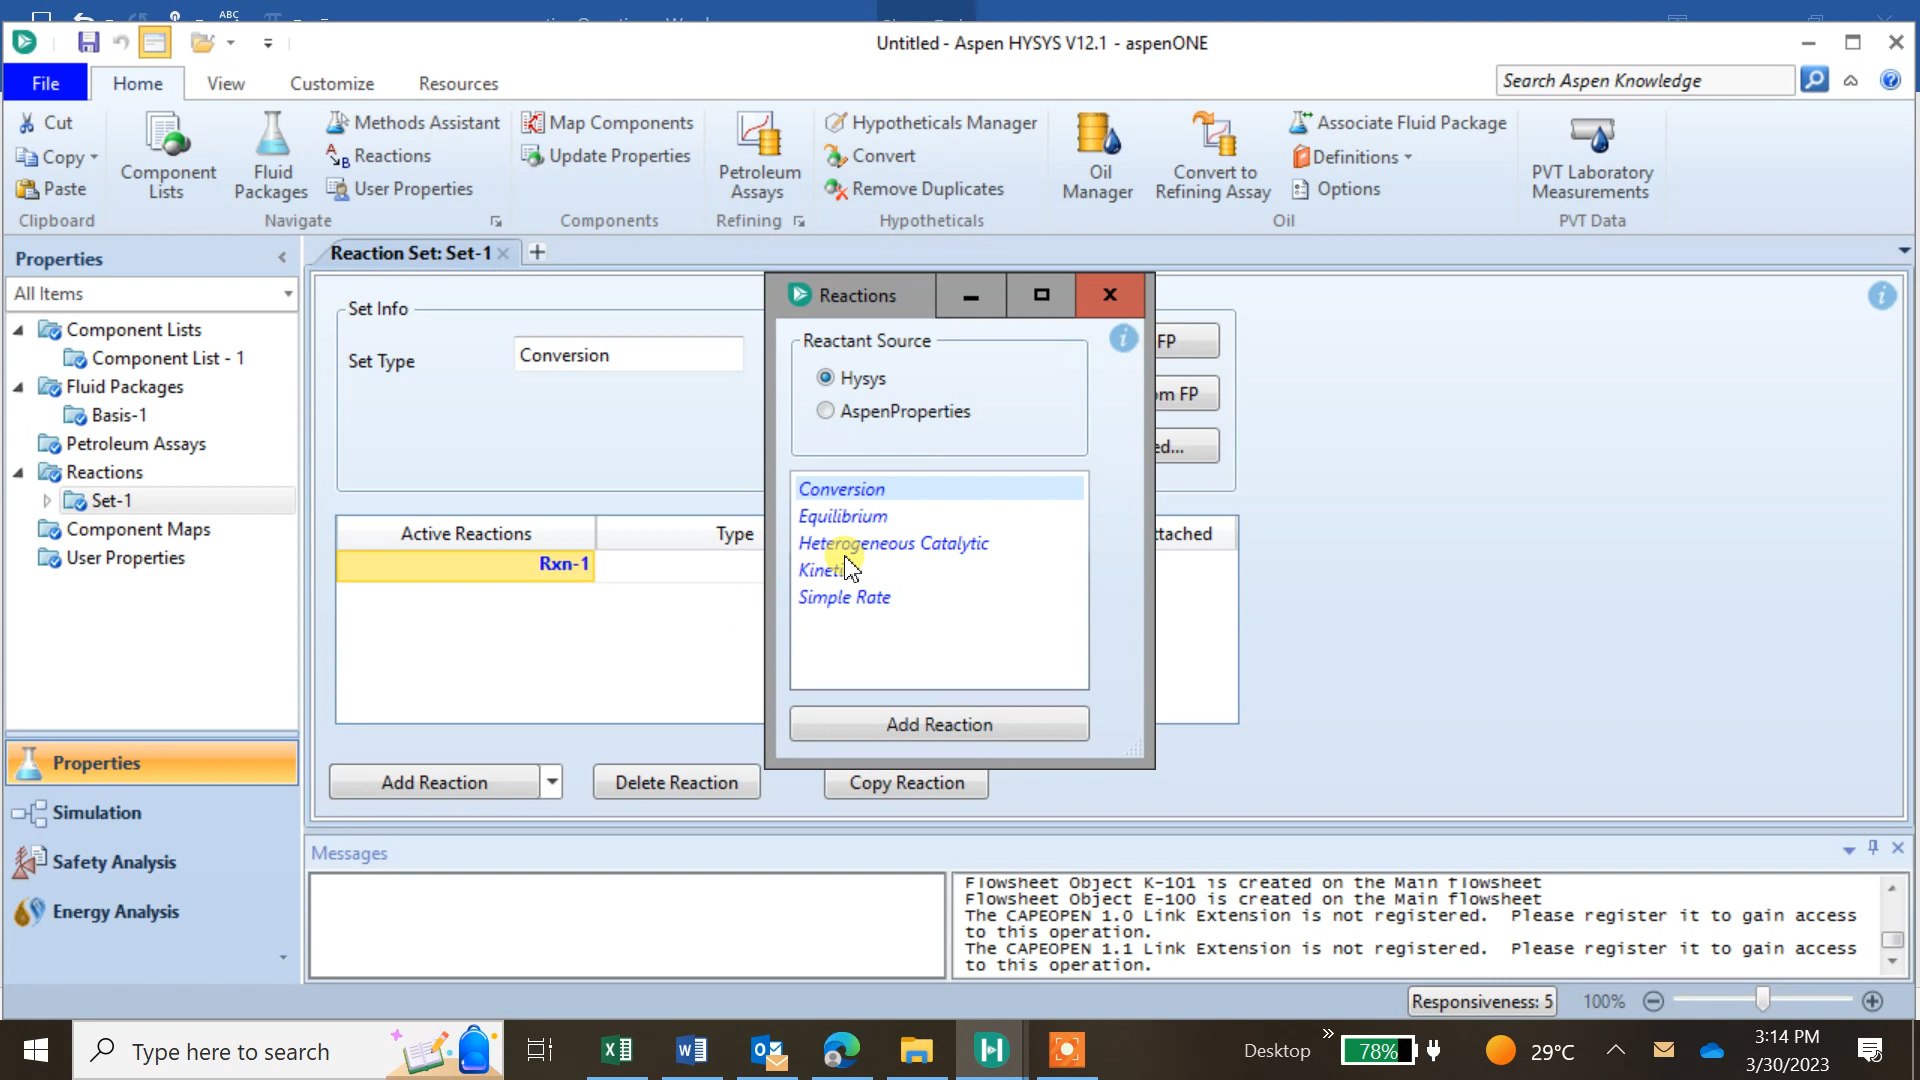 ABC
Untitled - Aspen HYSYS V12.1 - aspenONE
File
Home
View
Customize
Resources
Search Aspen Knowledge
Cut
Copy
Paste
Clipboard
Component Lists
Fluid Packages
Methods Assistant
Reactions
User Properties
Navigate
Map Components
Update Properties
Components
Petroleum Assays
Refining
Hypotheticals Manager
Convert
Remove Duplicates
Hypotheticals
Oil Manager
Convert to Refining Assay
Associate Fluid Package
Definitions
Options
Oil
PVT Laboratory Measurements
PVT Data
Properties
All Items
Component Lists
Component List - 1
Fluid Packages
Basis-1
Petroleum Assays
Reactions
Set-1
Component Maps
User Properties
Properties
Simulation
Safety Analysis
Energy Analysis
Reaction Set: Set-1
Set Info
Set Type
Conversion
FP
om FP
ed...
Active Reactions
Type
ttached
Rxn-1
Add Reaction
Delete Reaction
Copy Reaction
Reactions
Reactant Source
Hysys
AspenProperties
Conversion
Equilibrium
Heterogeneous Catalytic
Kineti
Simple Rate
Add Reaction
Messages
Flowsheet Object K-101 is created on the Main flowsheet
Flowsheet Object E-100 is created on the Main flowsheet
The CAPEOPEN 1.0 Link Extension is not registered. Please register it to gain access
to this operation.
The CAPEOPEN 1.1 Link Extension is not registered. Please register it to gain access
to this operation.
Responsiveness: 5
100%
Type here to search
Desktop
78%
29°C
3:14 PM
3/30/2023